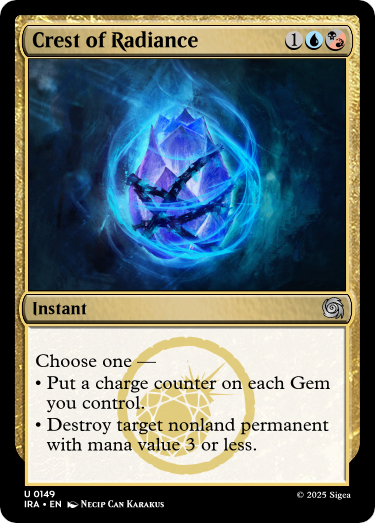 Crest of Radiance 1
Instant
Choose one —
• Put a charge counter on each Gem
you control.
• Destroy target nonland permanent
with mana value 3 or less.
U 0149
IRA • EN Necip Can Karakus
© 2025 Sigea